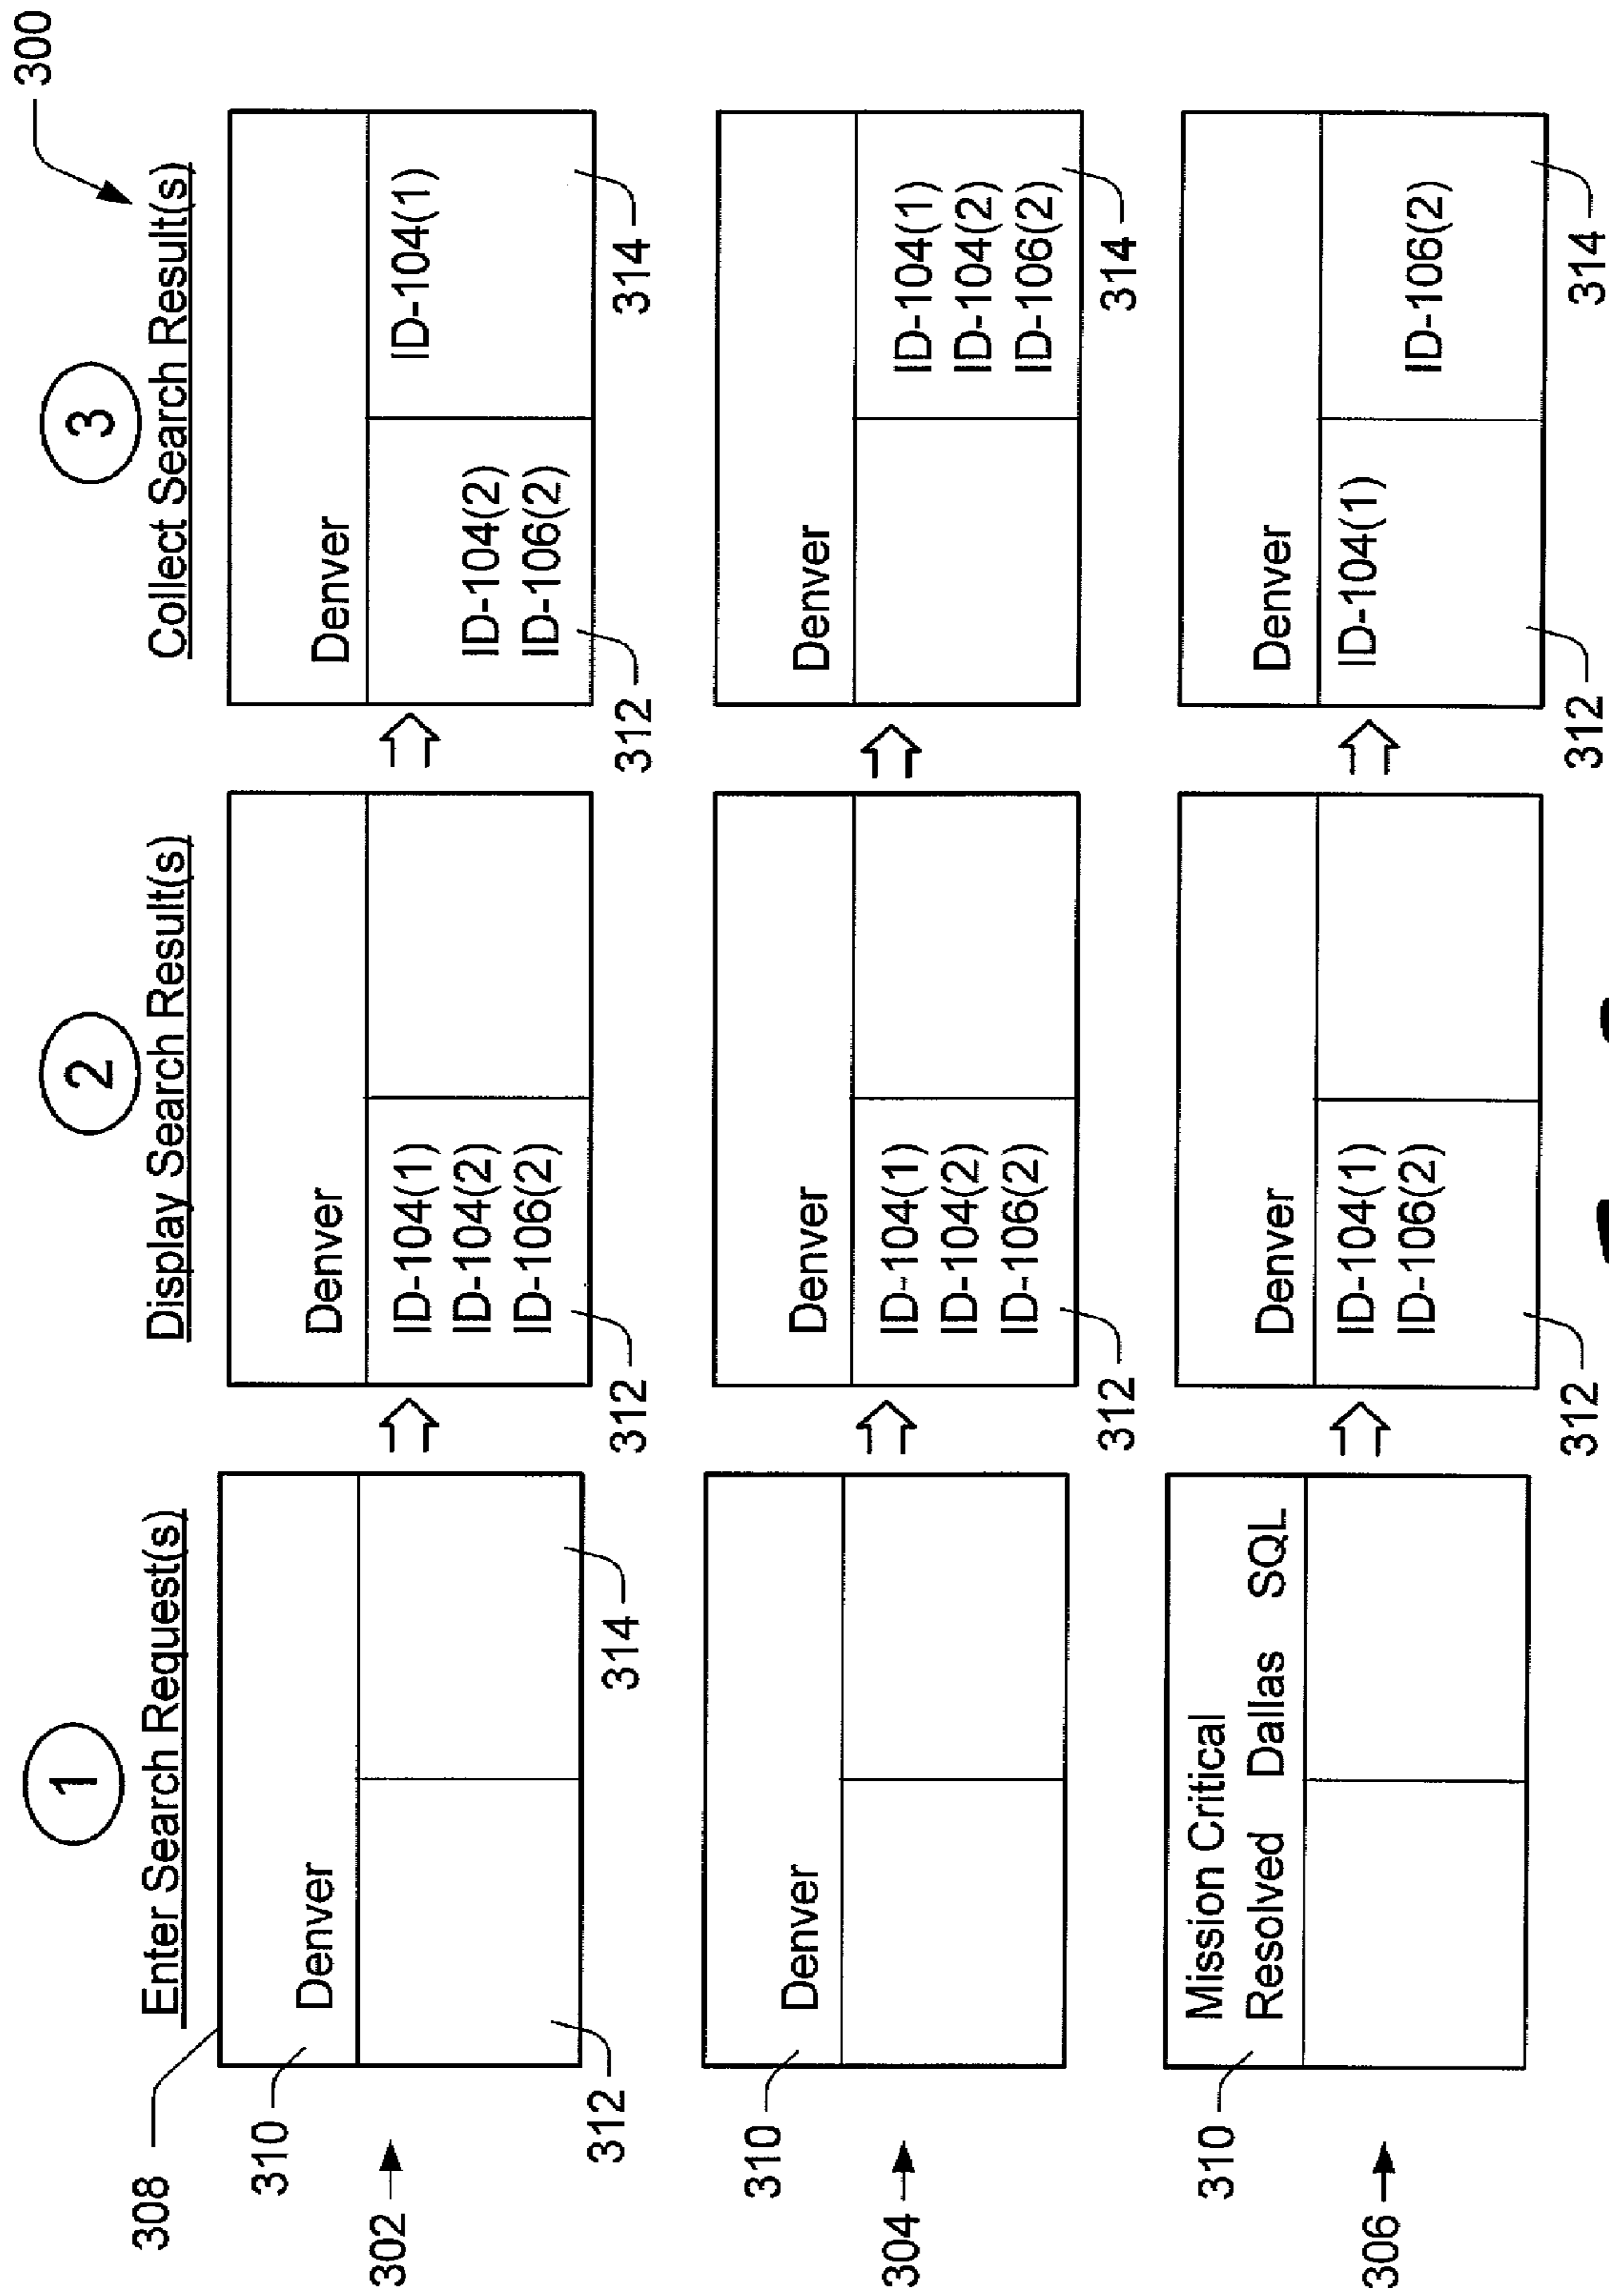 300
1
2
3
Enter Search Request(s)
Display Search Result(s)
Collect Search Result(s)
308
310
302
Denver
312
314
Denver
ID-104(1)
ID-104(2)
ID-106(2)
312
Denver
ID-104(2)
ID-106(2)
ID-104(1)
312
314
310
304
Denver
Denver
ID-104(1)
ID-104(2)
ID-106(2)
312
Denver
ID-104(1)
ID-104(2)
ID-106(2)
314
310
306
Mission Critical
Resolved Dallas SQL
Denver
ID-104(1)
ID-106(2)
312
Denver
ID-104(1)
ID-106(2)
312
314